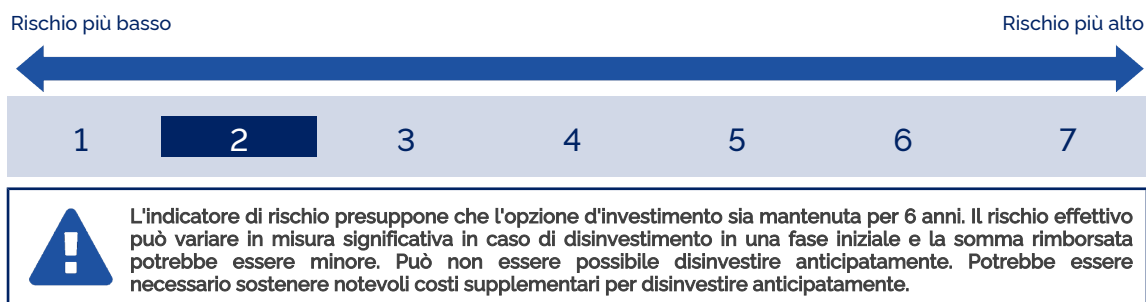 Rischio più basso Rischio più alto
1 2 3 4 5 6 7
L'indicatore di rischio presuppone che l'opzione d'investimento sia mantenuta per 6 anni. Il rischio effettivo
può variare in misura significativa in caso di disinvestimento in una fase iniziale e la somma rimborsata
potrebbe essere minore. Può non essere possibile disinvestire anticipatamente. Potrebbe essere
necessario sostenere notevoli costi supplementari per disinvestire anticipatamente.